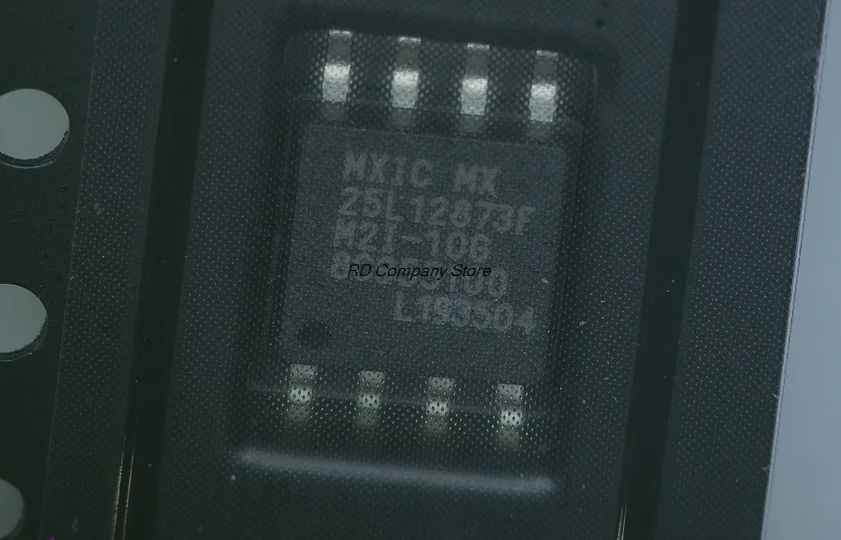 MXIC MX
25L12873F
M2I-10G
RD Company Store
L193504